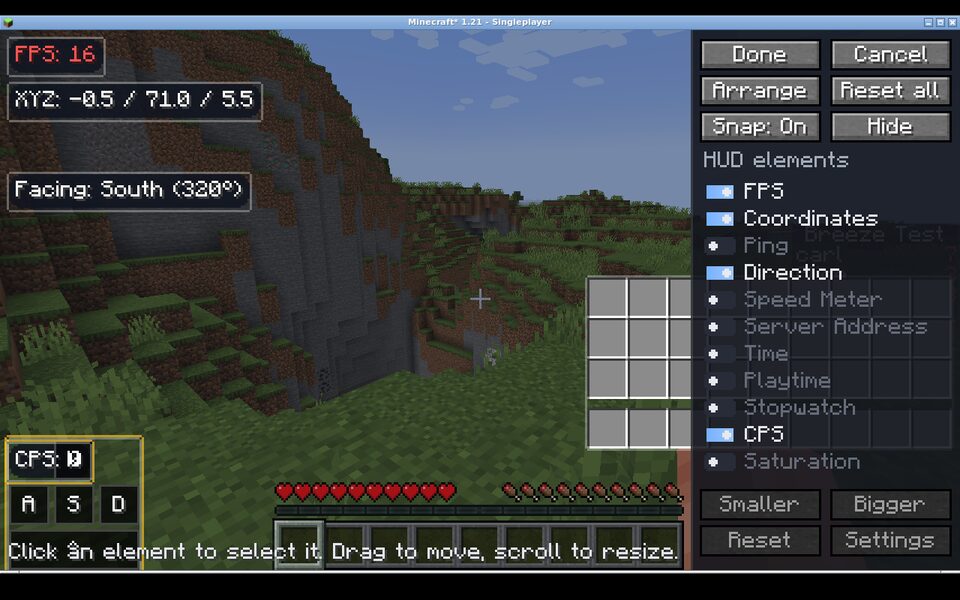 Minecraft* 1.21 - Singleplayer
FPS: 16
XYZ: -0.5 / 71.0 / 5.5
Facing: South (320°)
Done
Cancel
Arrange
Reset all
Snap: On
Hide
HUD elements
FPS
Coordinates
Ping
Breeze Test
carl
Direction
Speed Meter
Server Address
Time
Playtime
Stopwatch
CPS
Saturation
CPS: 0
A S D
Smaller
Bigger
Reset
Settings
Click an element to select it. Drag to move, scroll to resize.